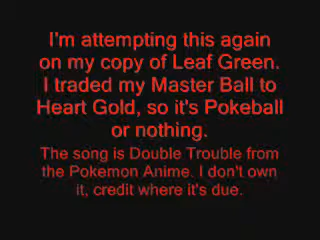 I'm attempting this again
on my copy of Leaf Green.
I traded my Master Ball to
Heart Gold, so it's Pokeball
or nothing.
The song is Double Trouble from
the Pokemon Anime. I don't own
it, credit where it's due.